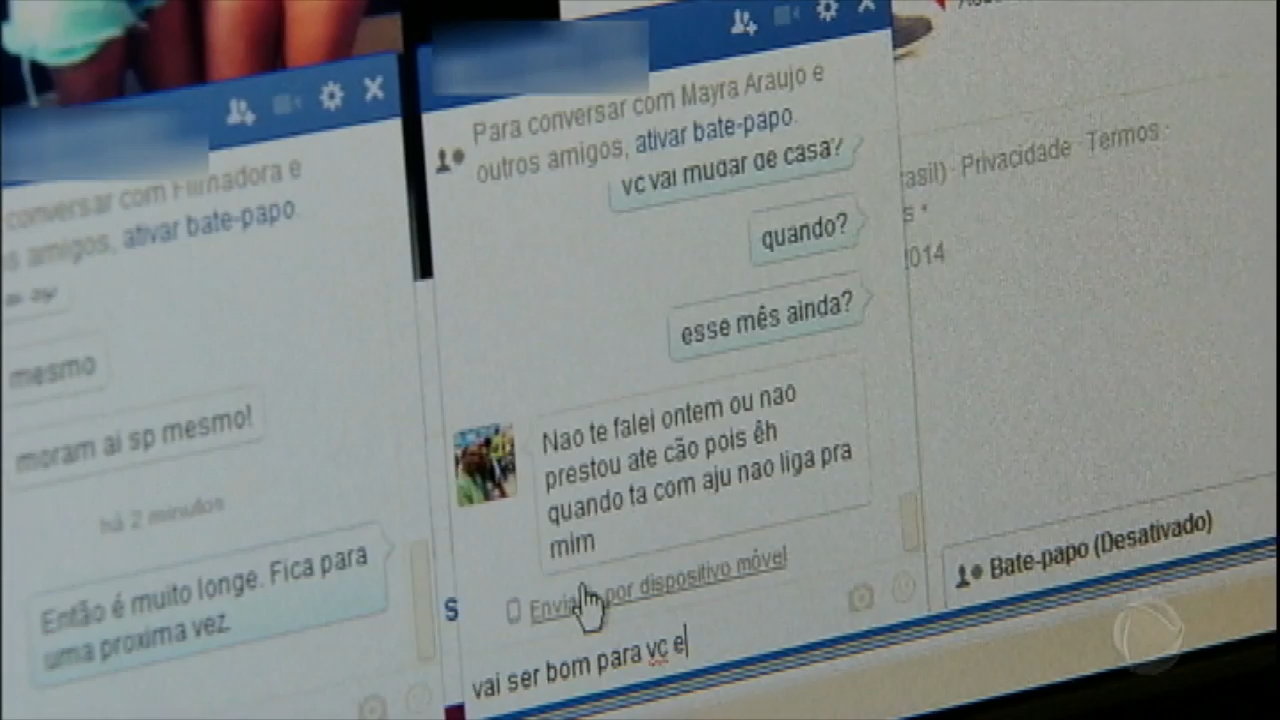 conversar com Filmadora e
s amigos, ativar bate-papo.
mesmo
moram ai sp mesmo!
há 2 minutos
Então é muito longe. Fica para
uma proxima vez.
Para conversar com Mayra Araujo e
outros amigos, ativar bate-papo.
vc vai mudar de casa?
quando?
esse mês ainda?
Nao te falei ontem ou nao
prestou ate cão pois êh
quando ta com aju nao liga pra
mim
por dispositivo móvel
vai ser bom para vc e
asil) · Privacidade · Termos ·
2014
Bate-papo (Desativado)